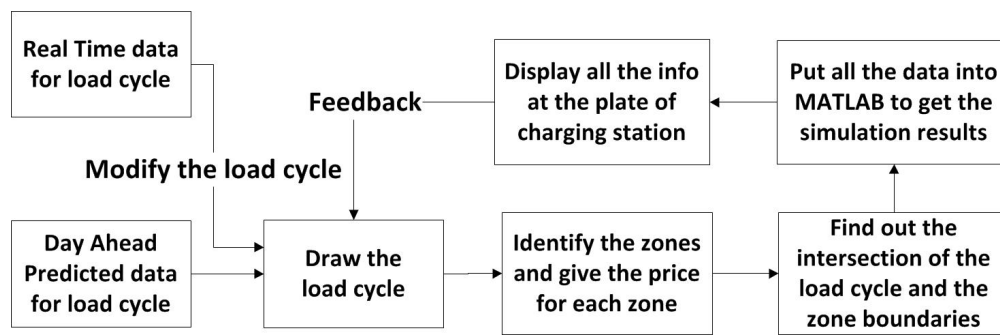 Real Time data
for load cycle
Modify the load cycle
Day Ahead
Predicted data
for load cycle
Feedback
Draw the
load cycle
Identify the zones
and give the price
for each zone
Find out the
intersection of the
load cycle and the
zone boundaries
Put all the data into
MATLAB to get the
simulation results
Display all the info
at the plate of
charging station